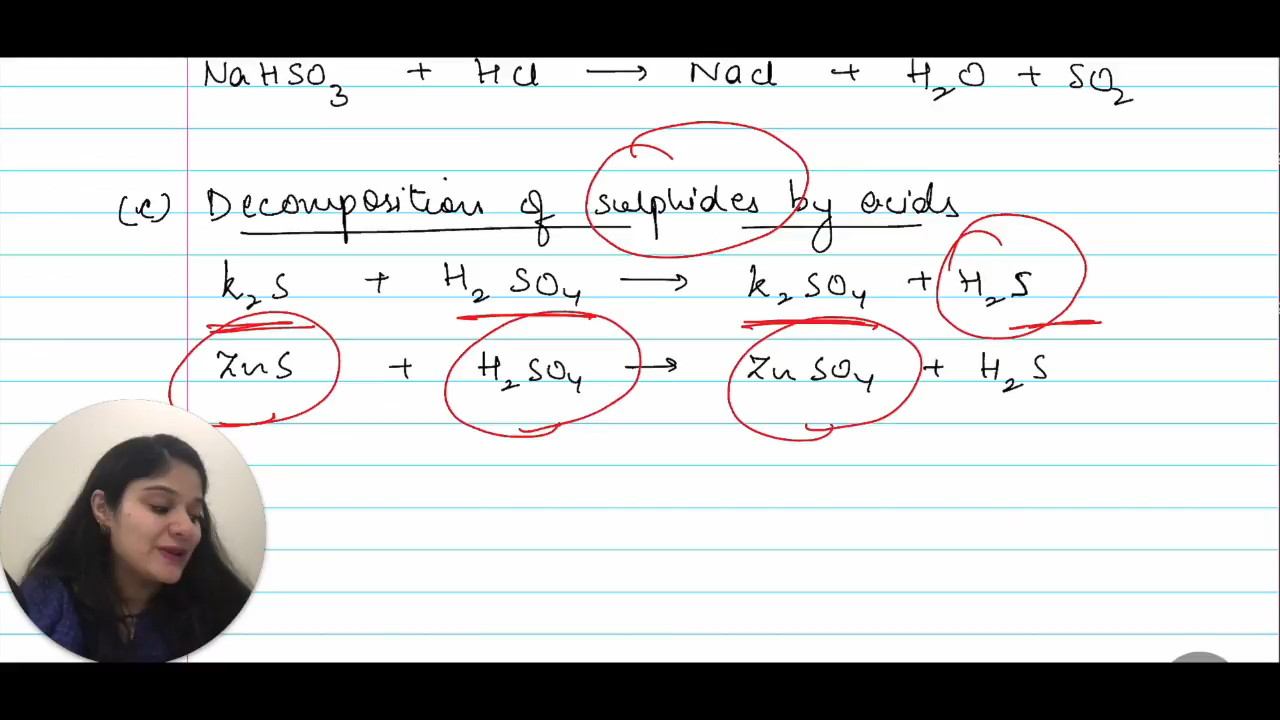 NaHSO₃ + HCl → NaCl + H₂O + SO₂
(c) Decomposition of sulphides by acids
K₂S + H₂SO₄ → K₂SO₄ + H₂S
ZnS + H₂SO₄ → ZnSO₄ + H₂S